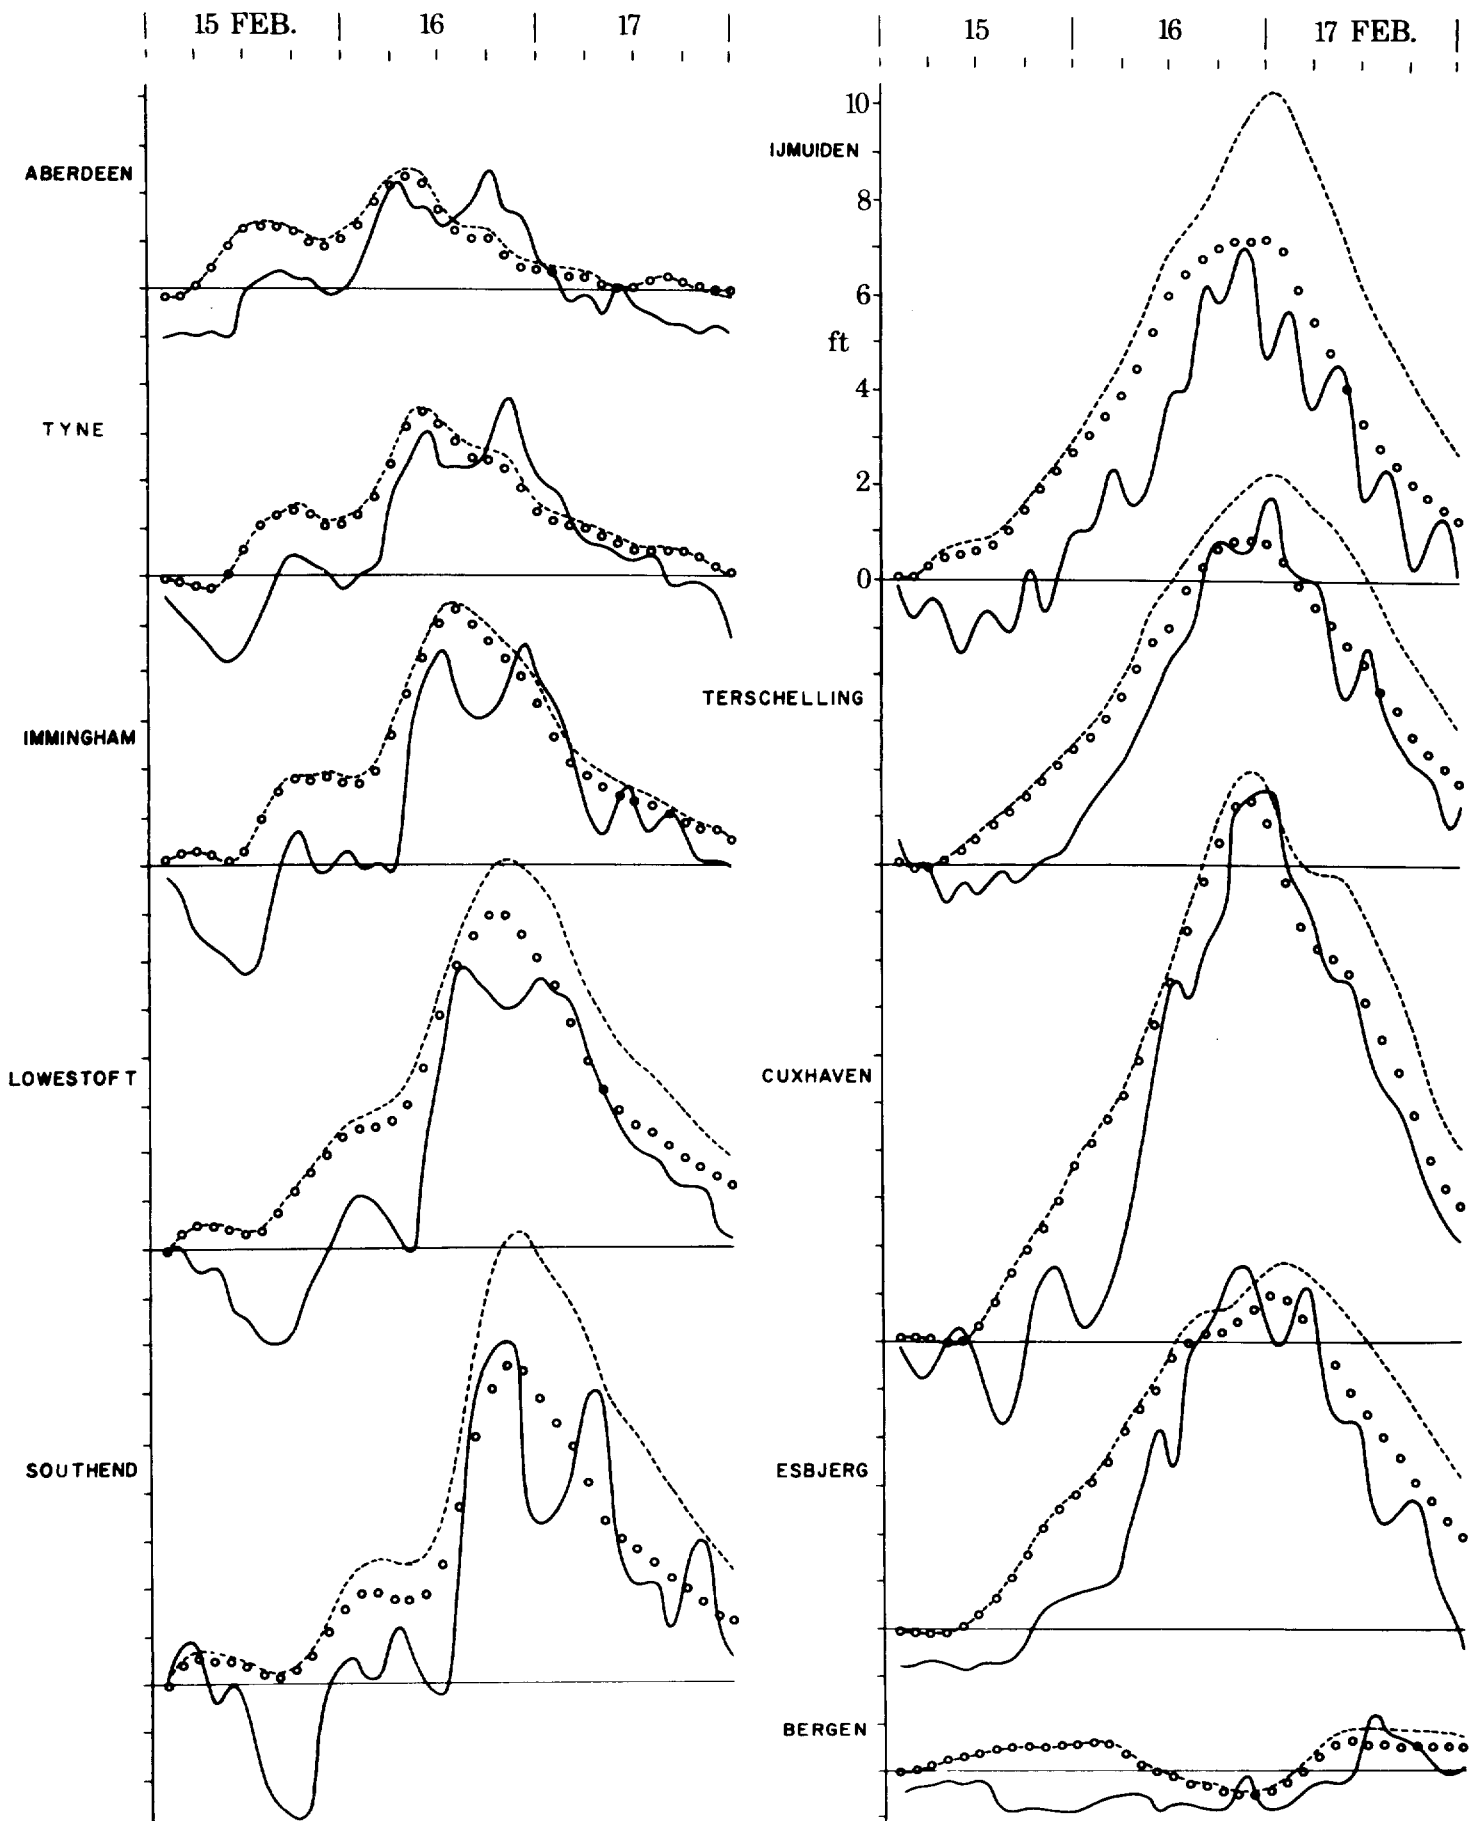 15 FEB. 16 17
15 16 17 FEB.
ABERDEEN
TYNE
IMMINGHAM
LOWESTOFT
SOUTHEND
10
IJMUIDEN
8
6
ft
4
2
0
TERSCHELLING
CUXHAVEN
ESBJERG
BERGEN